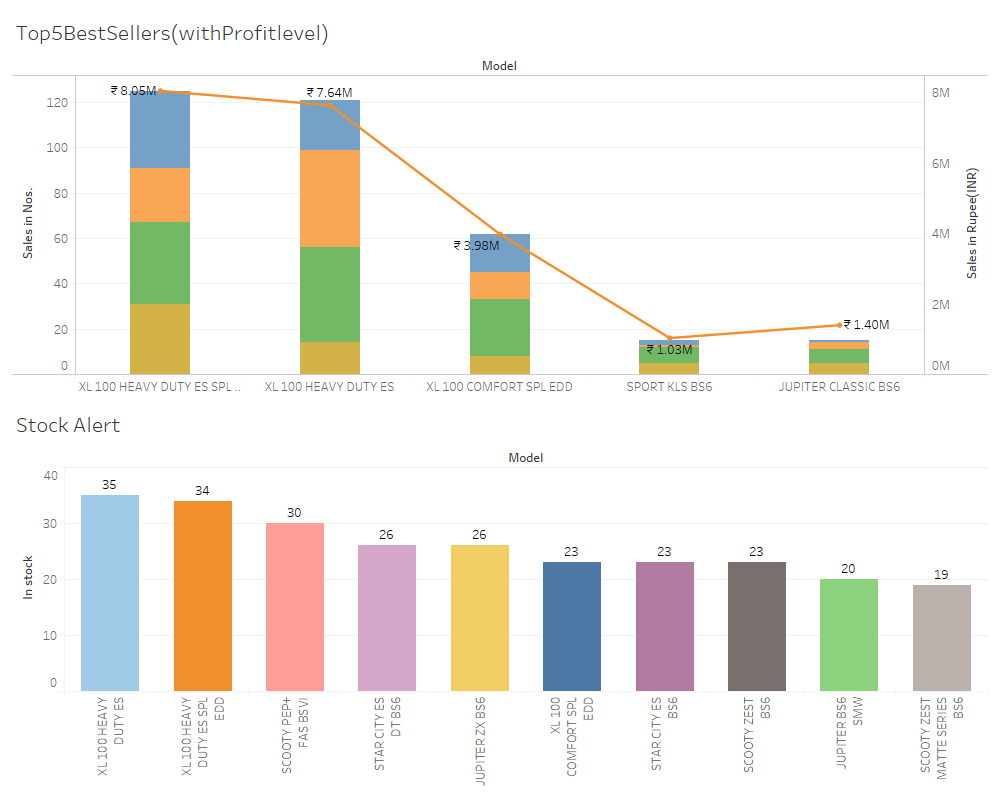 Top5BestSellers(withProfitlevel)
Model
Sales in Nos.
120
100
80
60
40
20
0
₹ 8.05M
₹ 7.64M
₹ 3.98M
₹ 1.03M
₹ 1.40M
8M
6M
4M
2M
0M
Sales in Rupee(INR)
XL 100 HEAVY DUTY ES SPL ..
XL 100 HEAVY DUTY ES
XL 100 COMFORT SPL EDD
SPORT KLS BS6
JUPITER CLASSIC BS6
Stock Alert
Model
In stock
40
30
20
10
0
35
34
30
26
26
23
23
23
20
19
XL 100 HEAVY
DUTY ES
XL 100 HEAVY
DUTY ES SPL
EDD
SCOOTY PEP+
FAS BSVI
STAR CITY ES
DT BS6
JUPITER ZX BS6
XL 100
COMFORT SPL
EDD
STAR CITY ES
BS6
SCOOTY ZEST
BS6
JUPITER BS6
SMW
SCOOTY ZEST
MATTE SERIES
BS6